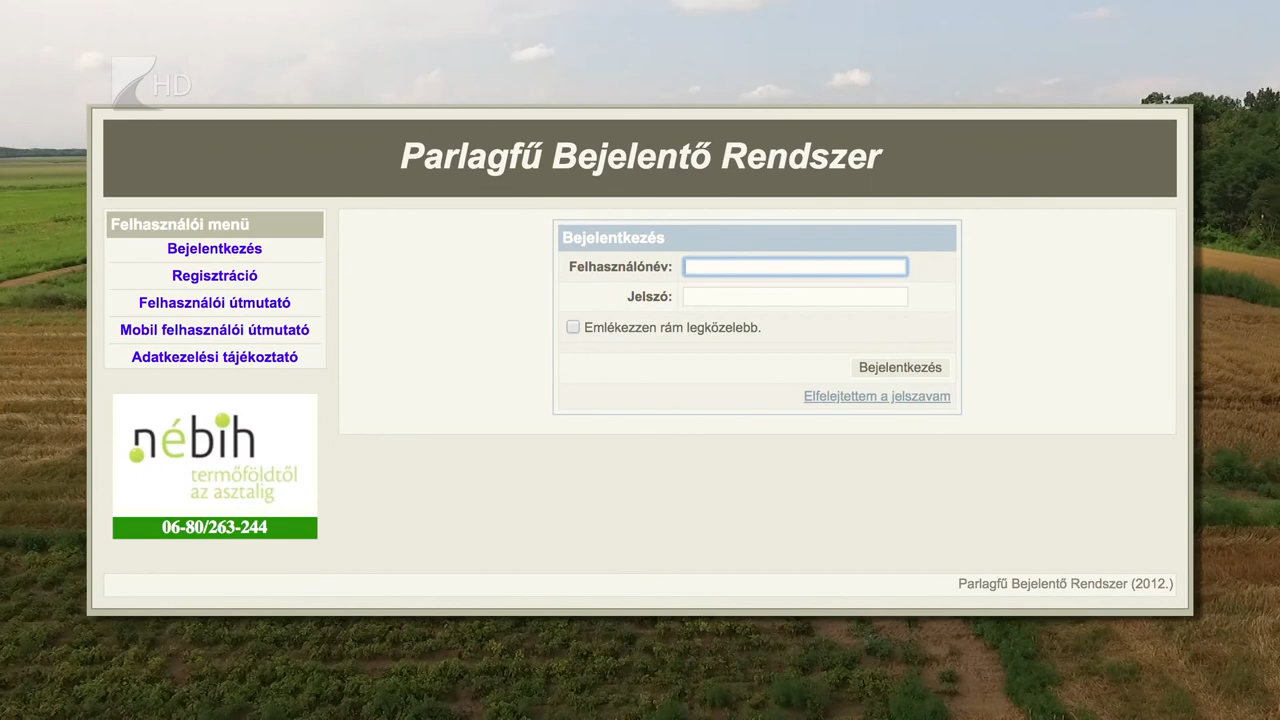 HD
Parlagfű Bejelentő Rendszer
Felhasználói menü
Bejelentkezés
Regisztráció
Felhasználói útmutató
Mobil felhasználói útmutató
Adatkezelési tájékoztató
nébih
termőföldtől
az asztalig
06-80/263-244
Bejelentkezés
Felhasználónév:
Jelszó:
Emlékezzen rám legközelebb.
Bejelentkezés
Elfelejtettem a jelszavam
Parlagfű Bejelentő Rendszer (2012.)